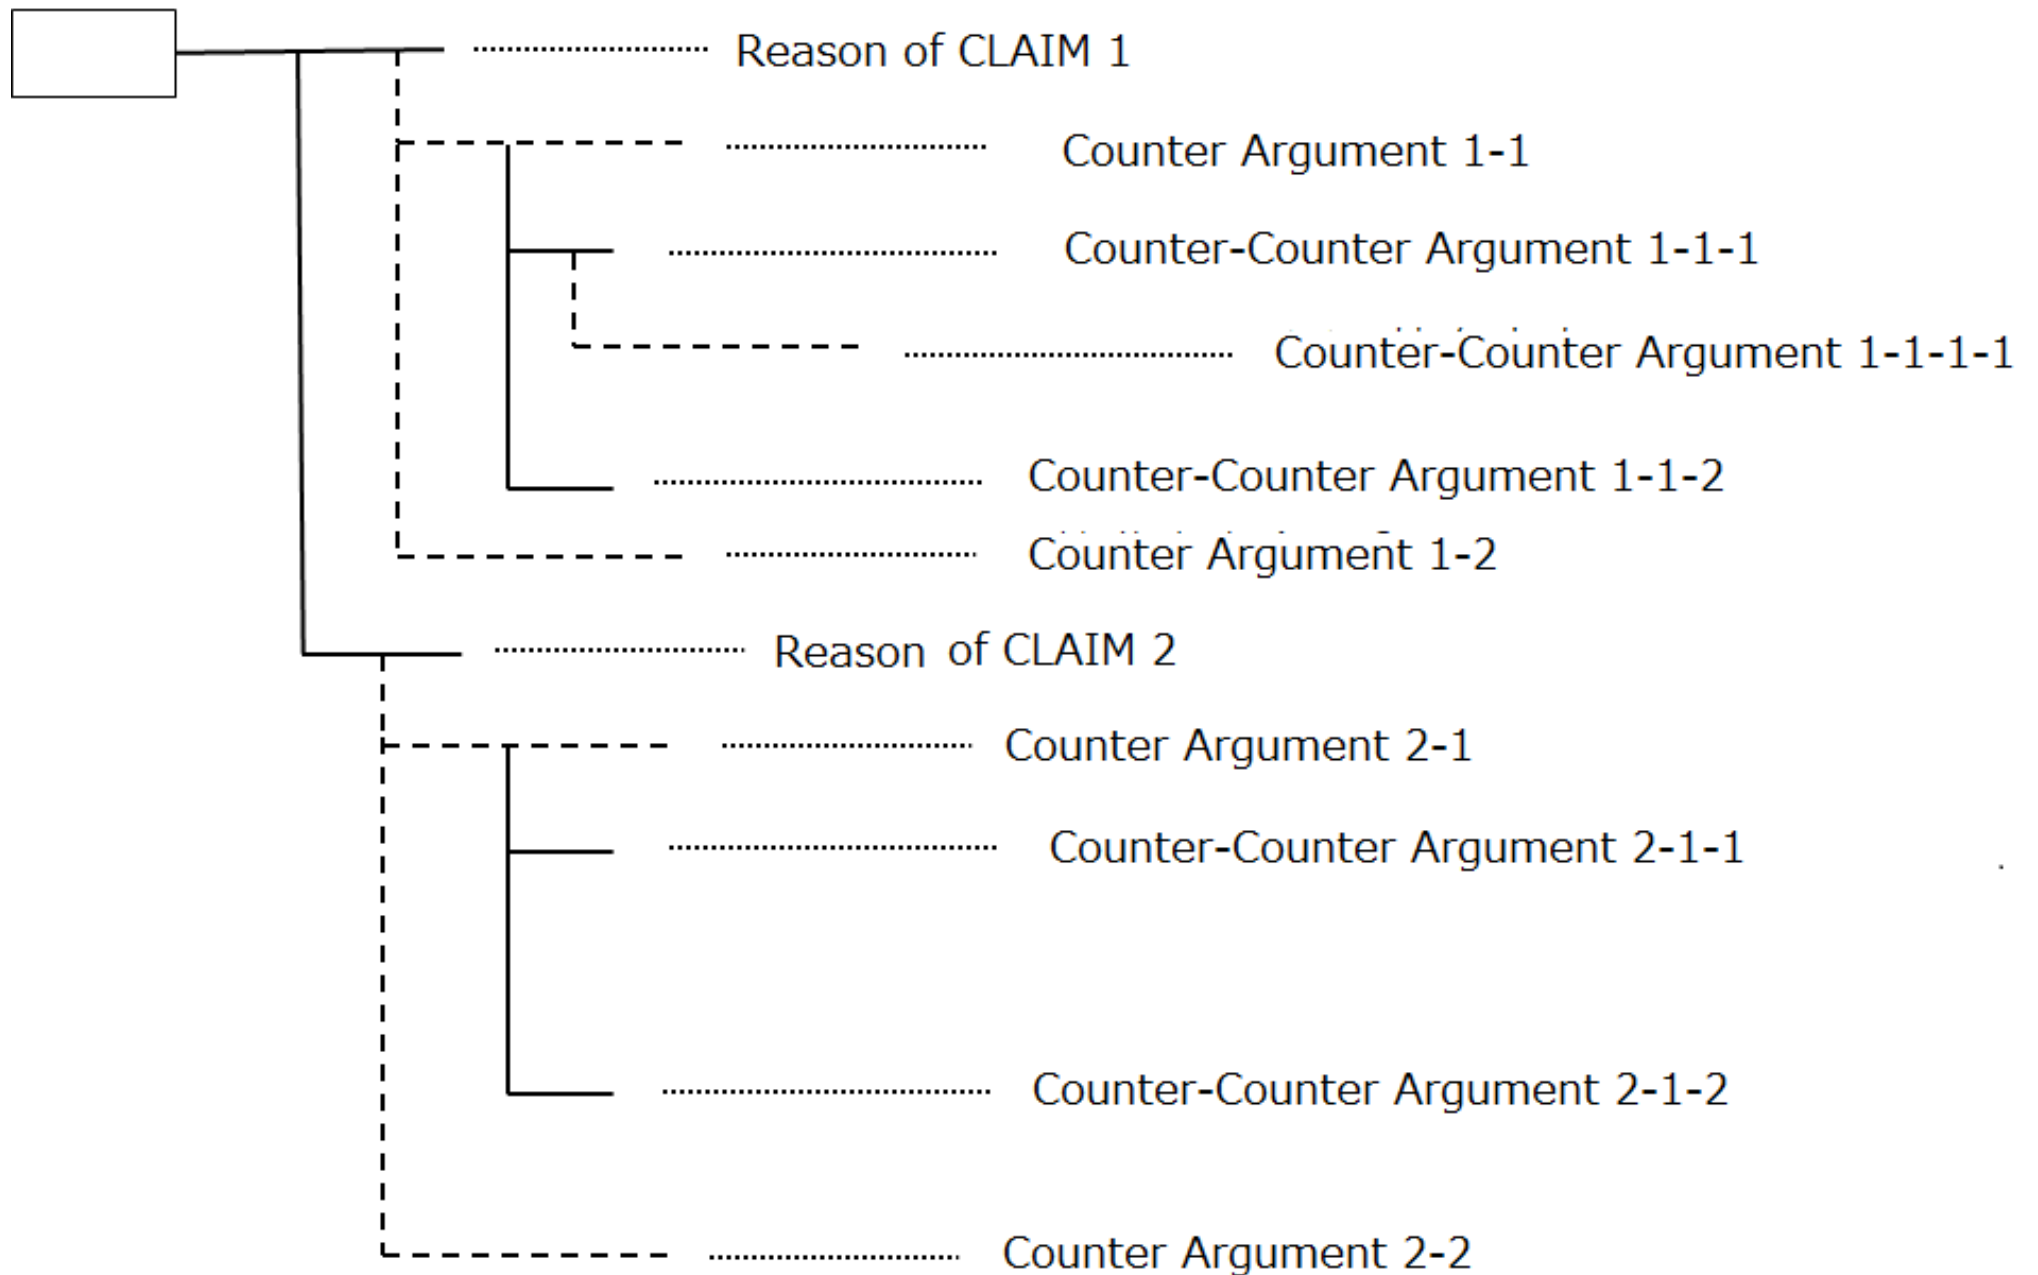 Reason of CLAIM 1
Counter Argument 1-1
Counter-Counter Argument 1-1-1
Counter-Counter Argument 1-1-1-1
Counter-Counter Argument 1-1-2
Counter Argument 1-2
Reason of CLAIM 2
Counter Argument 2-1
Counter-Counter Argument 2-1-1
Counter-Counter Argument 2-1-2
Counter Argument 2-2